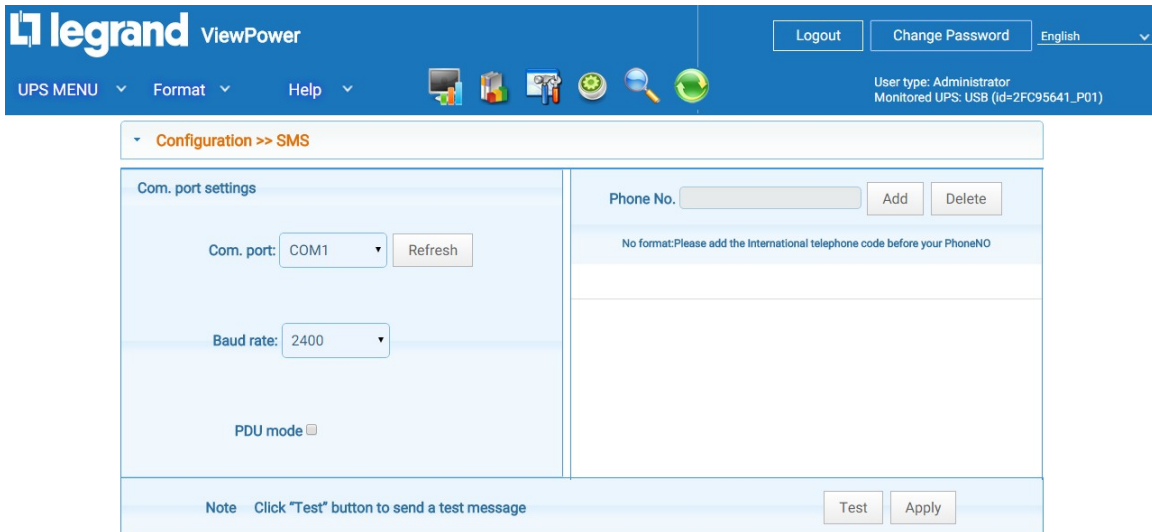 legrand ViewPower
Logout Change Password English
UPS MENU Format Help
User type: Administrator
Monitored UPS: USB (id=2FC95641_P01)
Configuration >> SMS
Com. port settings
Com. port: COM1 Refresh
Baud rate: 2400
PDU mode
Phone No. Add Delete
No format:Please add the International telephone code before your PhoneNO
Note Click "Test" button to send a test message
Test Apply